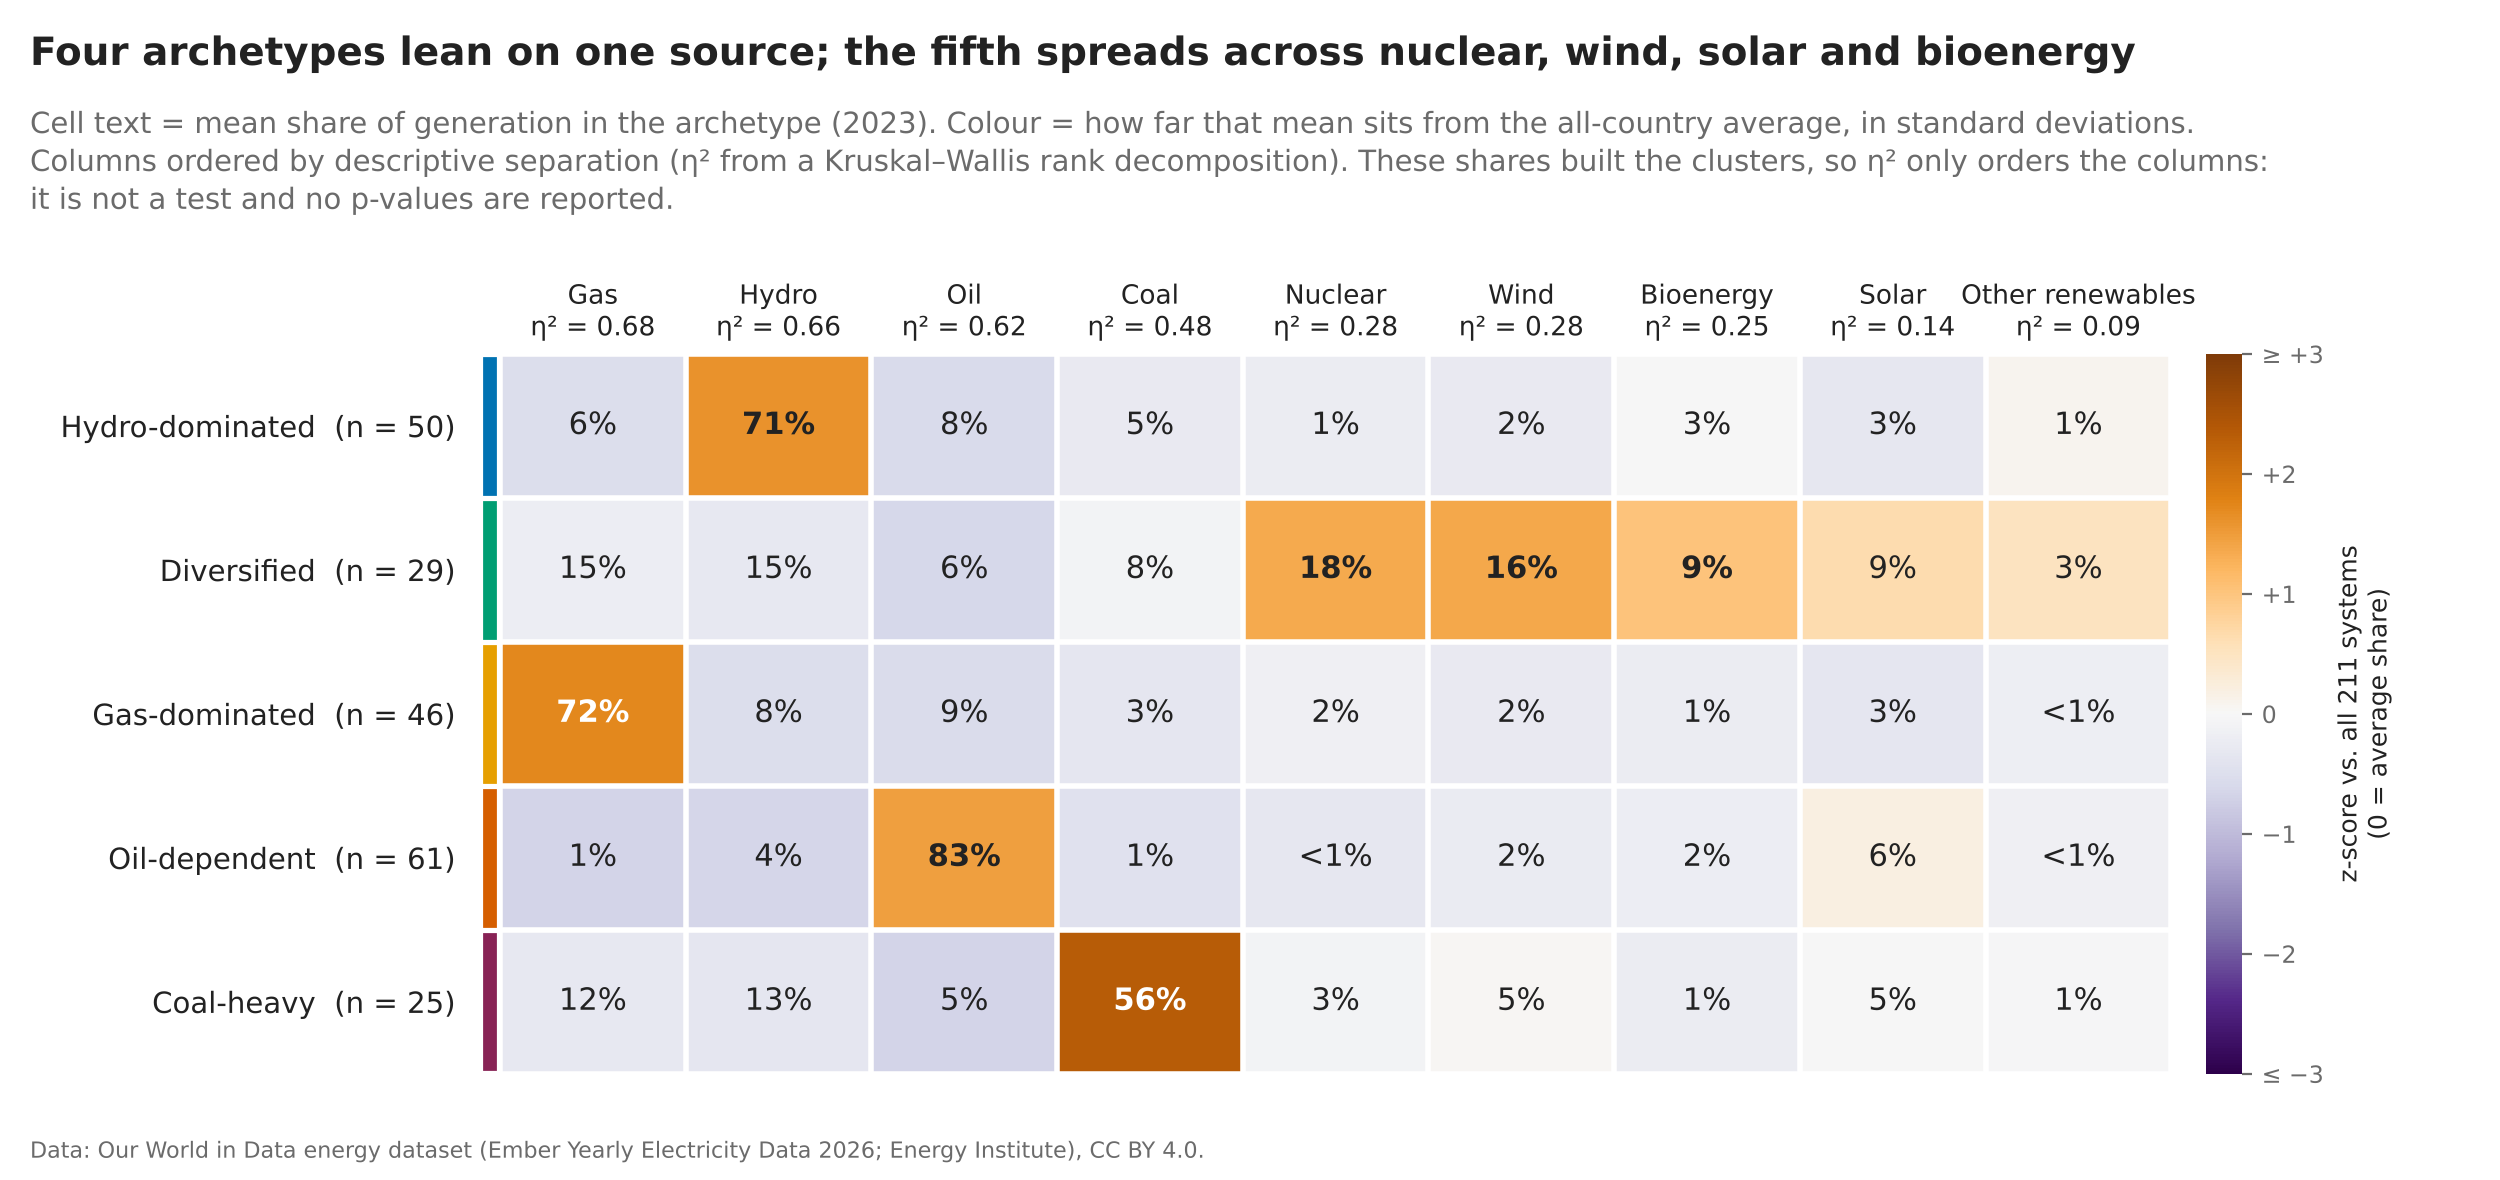 Four archetypes lean on one source; the fifth spreads across nuclear, wind, solar and bioenergy
Cell text = mean share of generation in the archetype (2023). Colour = how far that mean sits from the all-country average, in standard deviations.
Columns ordered by descriptive separation (η² from a Kruskal–Wallis rank decomposition). These shares built the clusters, so η² only orders the columns:
it is not a test and no p-values are reported.
Gas Hydro Oil Coal Nuclear Wind Bioenergy Solar Other renewables
η² = 0.68 η² = 0.66 η² = 0.62 η² = 0.48 η² = 0.28 η² = 0.28 η² = 0.25 η² = 0.14 η² = 0.09
Hydro-dominated (n = 50) 6% 71% 8% 5% 1% 2% 3% 3% 1%
Diversified (n = 29) 15% 15% 6% 8% 18% 16% 9% 9% 3%
Gas-dominated (n = 46) 72% 8% 9% 3% 2% 2% 1% 3% <1%
Oil-dependent (n = 61) 1% 4% 83% 1% <1% 2% 2% 6% <1%
Coal-heavy (n = 25) 12% 13% 5% 56% 3% 5% 1% 5% 1%
≥ +3
+2
+1
0
−1
−2
≤ −3
z-score vs. all 211 systems
(0 = average share)
Data: Our World in Data energy dataset (Ember Yearly Electricity Data 2026; Energy Institute), CC BY 4.0.